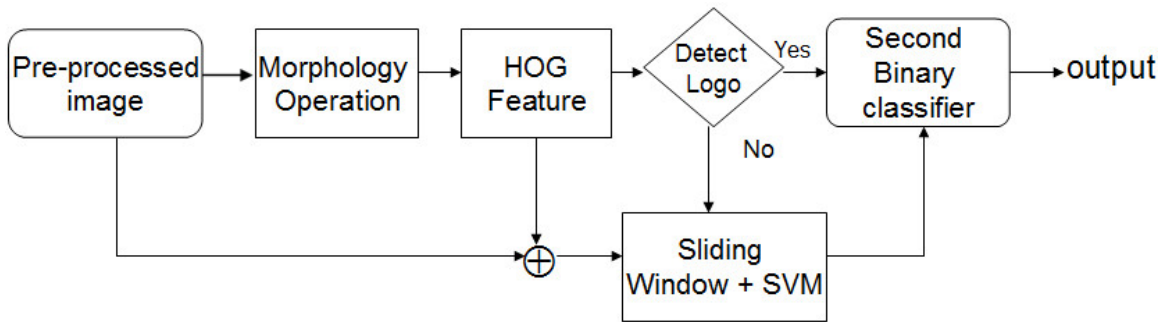 Pre-processed
image
Morphology
Operation
HOG
Feature
Detect
Logo
Yes
No
Second
Binary
classifier
output
Sliding
Window + SVM